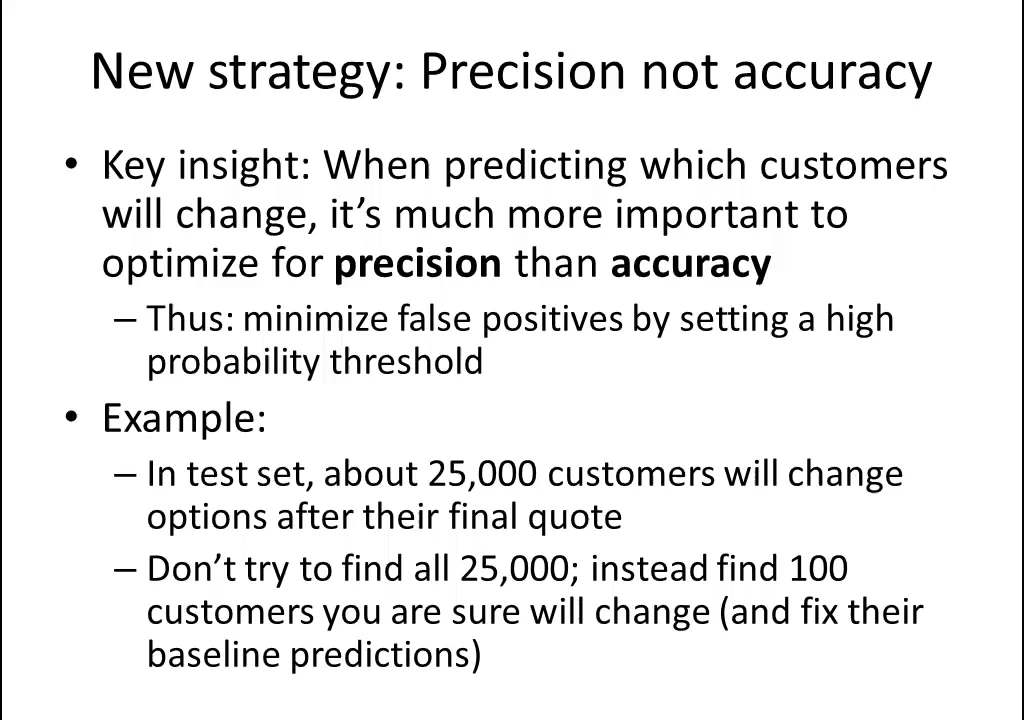 New strategy: Precision not accuracy
• Key insight: When predicting which customers
will change, it’s much more important to
optimize for precision than accuracy
– Thus: minimize false positives by setting a high
probability threshold
• Example:
– In test set, about 25,000 customers will change
options after their final quote
– Don’t try to find all 25,000; instead find 100
customers you are sure will change (and fix their
baseline predictions)